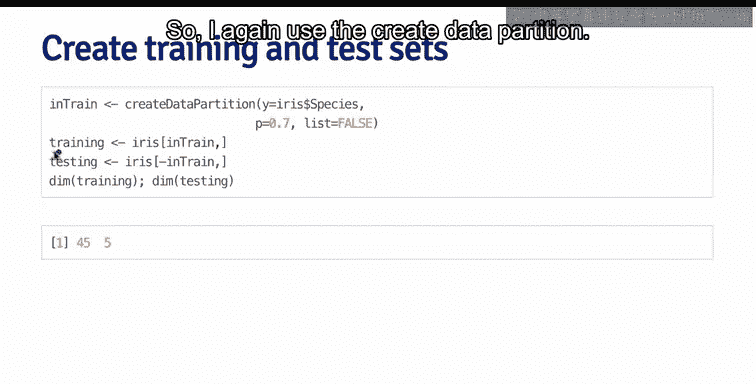 So, I again use the create data partition.
Create training and test sets
inTrain <- createDataPartition(y=iris$Species,
p=0.7, list=FALSE)
training <- iris[inTrain,]
testing <- iris[-inTrain,]
dim(training); dim(testing)
[1] 45 5